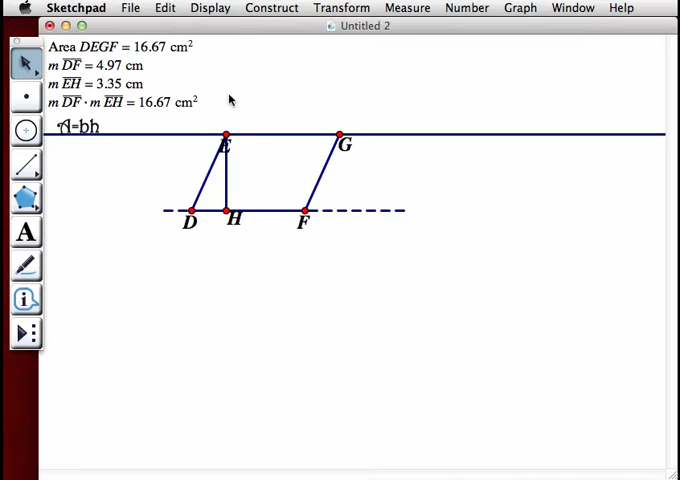 Sketchpad File Edit Display Construct Transform Measure Number Graph Window Help
Untitled 2
Area DEGF = 16.67 cm²
m DF = 4.97 cm
m EH = 3.35 cm
m DF · m EH = 16.67 cm²
A=bh
E G
D H F
A